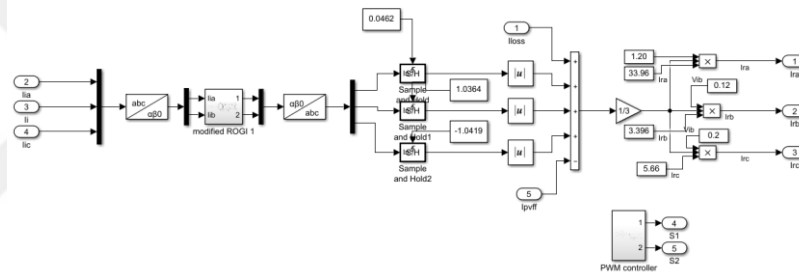 0.0462
1
Iloss
2
Iia
3
Ii
4
Iic
abc
αβ0
Iia
1
Iib
2
modified ROGI 1
αβ0
abc
S/H
Sample
and Hold
1.0364
S/H
Sample
and Hold1
-1.0419
S/H
Sample
and Hold2
|u|
|u|
|u|
+
+
+
+
-
5
Ipvff
1/3
1.20
33.96
Ira
×
Ira
1
Ira
Vib
0.12
3.396
Irb
×
Irb
2
Irb
Vib
0.2
5.66
Irc
×
Irc
3
Irc
1
2
PWM controller
4
S1
5
S2